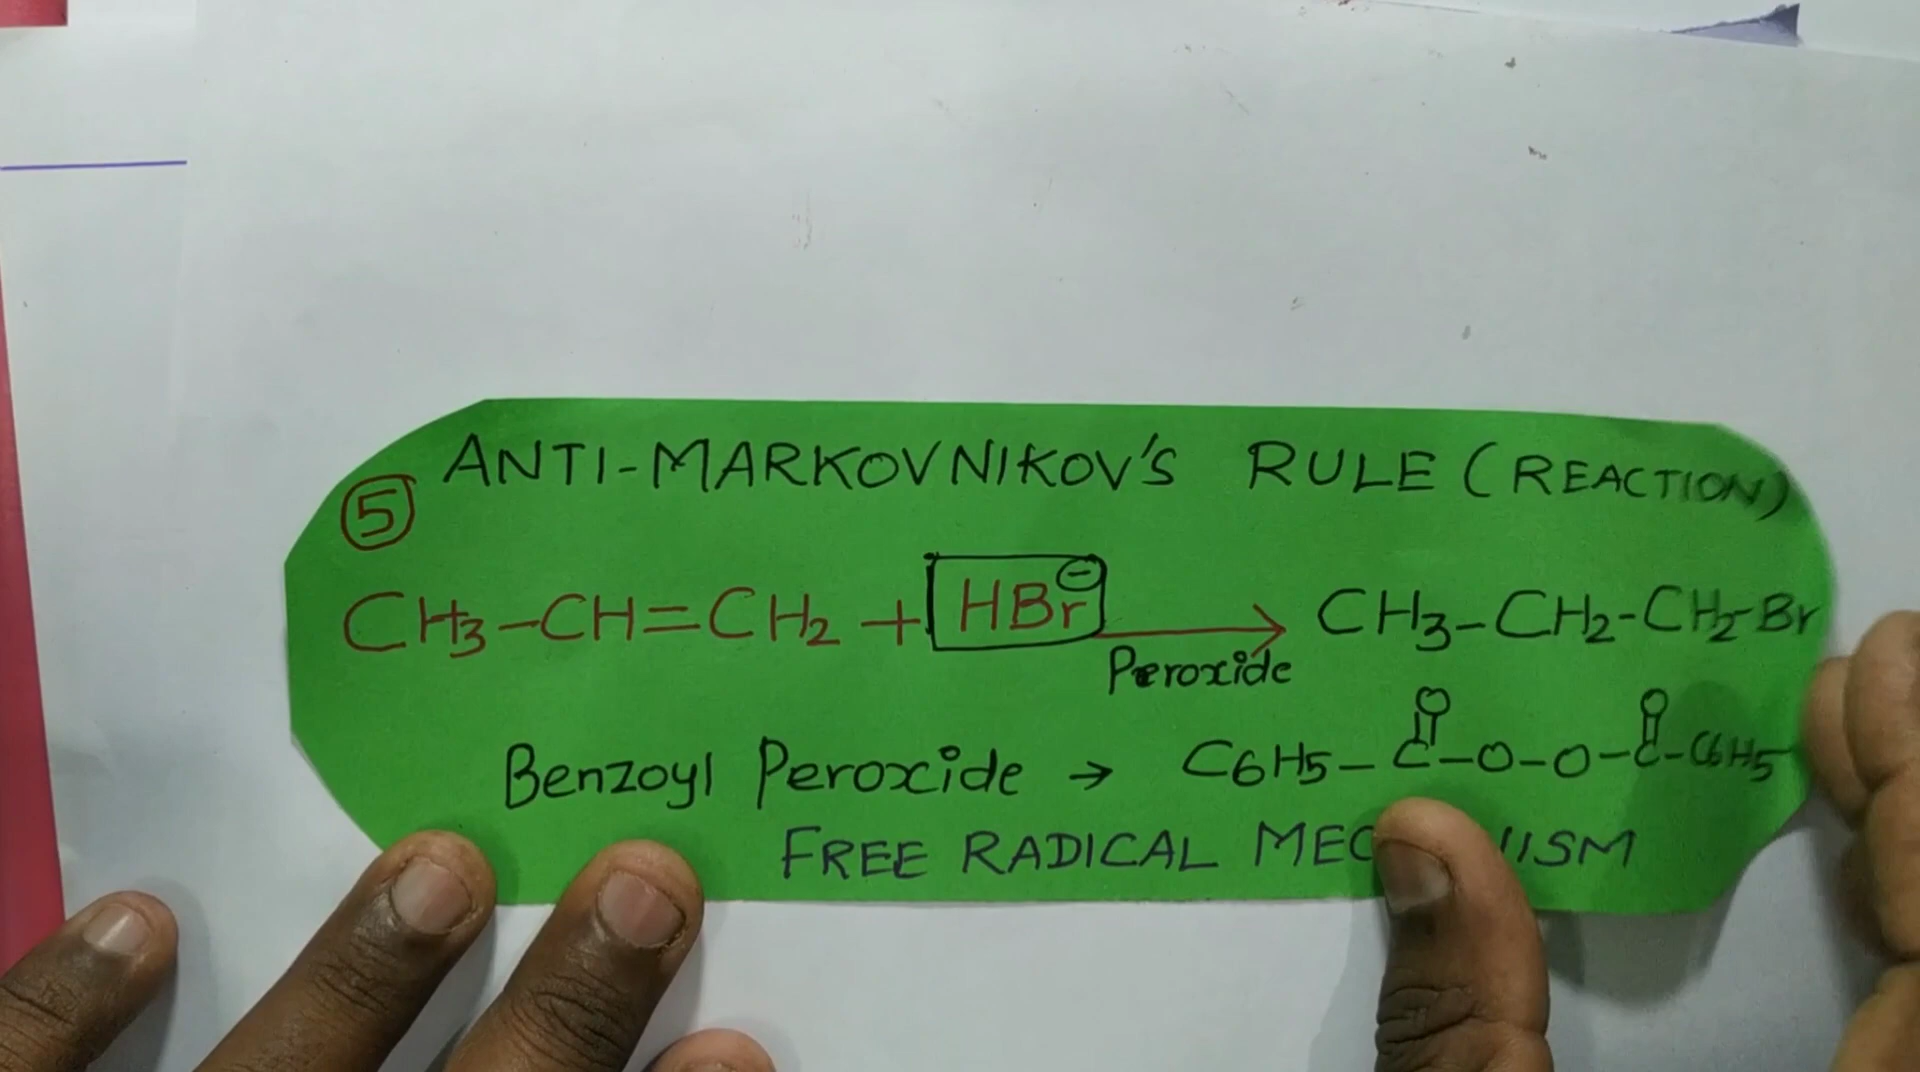 ANTI-MARKOVNIKOV'S RULE (REACTION)
⑤
CH₃-CH=CH₂ + HBr⊖ → CH₃-CH₂-CH₂-Br
Peroxide
O O
Benzoyl Peroxide → C6H5-C-O-O-C-C6H5
FREE RADICAL